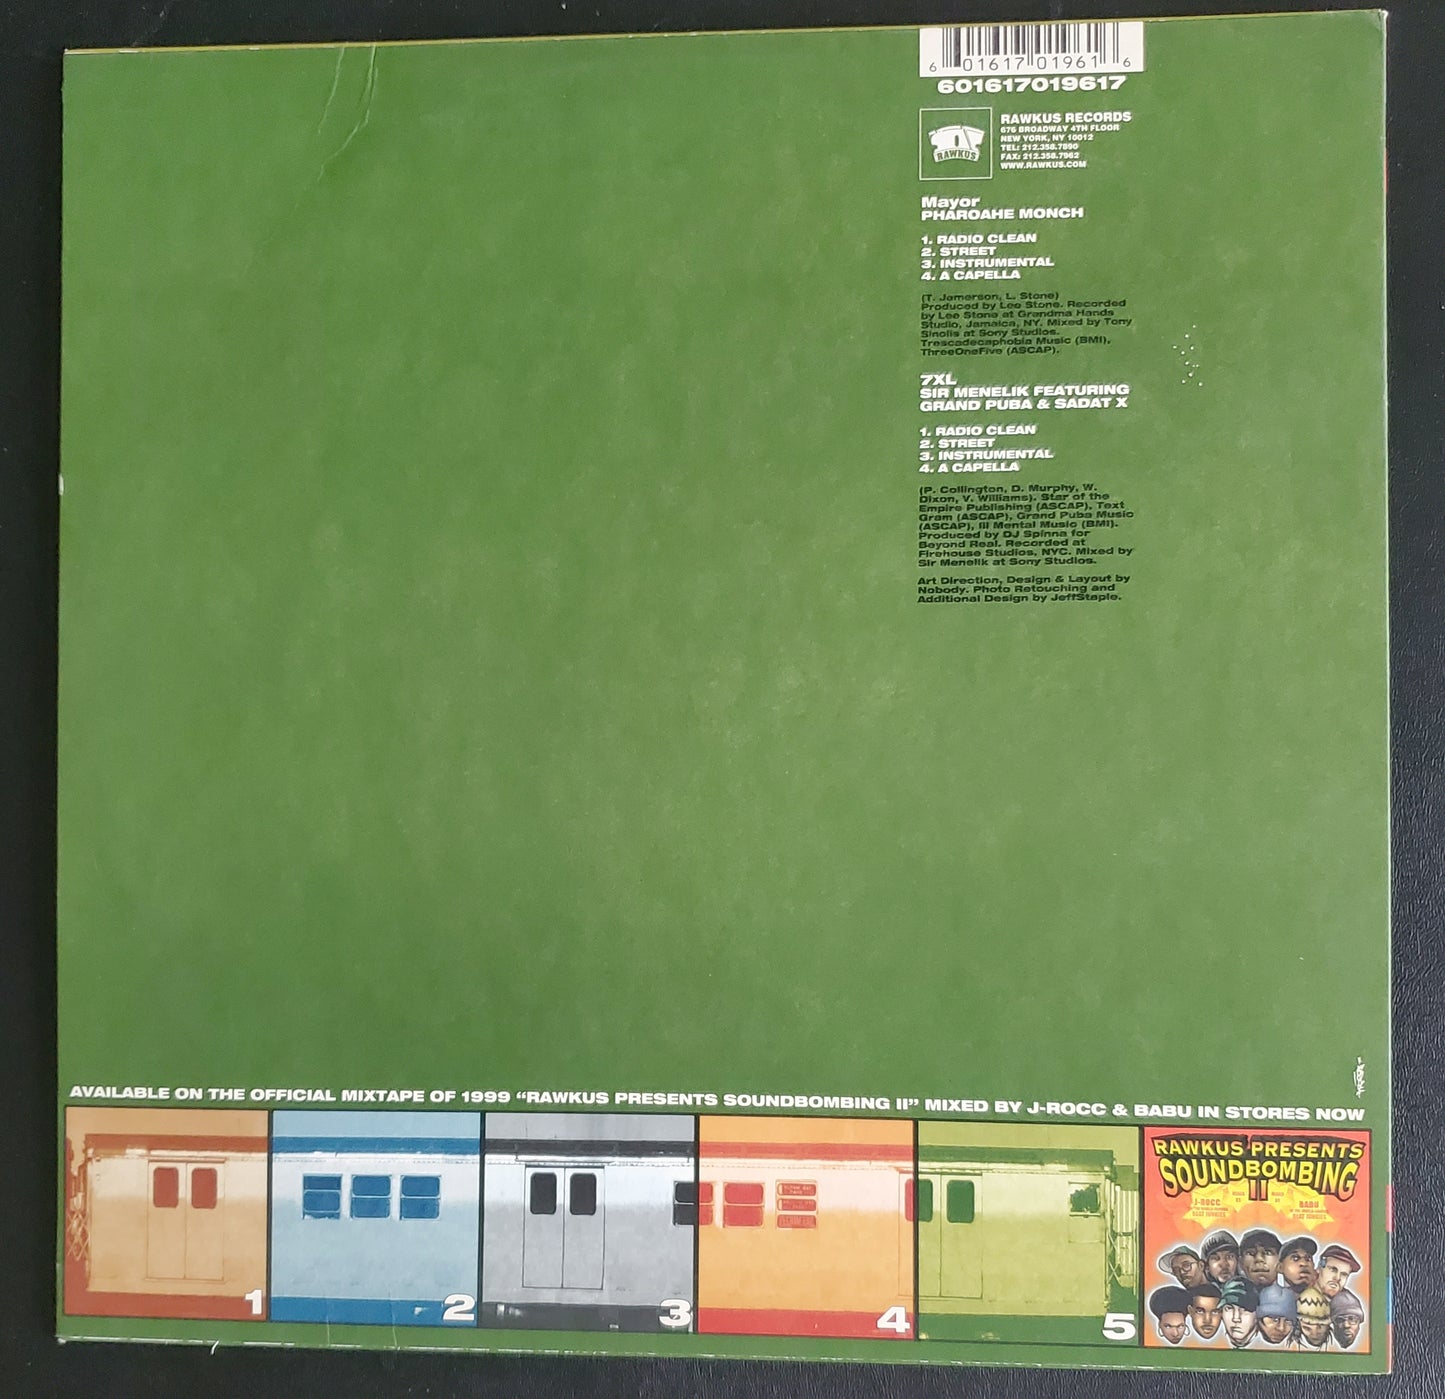 6 01617 01961 6
601617019617
RAWKUS
RAWKUS RECORDS
676 BROADWAY 4TH FLOOR
NEW YORK, NY 10012
TEL: 212.358.7890
FAX: 212.358.7962
WWW.RAWKUS.COM
Mayor
PHAROAHE MONCH
1. RADIO CLEAN
2. STREET
3. INSTRUMENTAL
4. A CAPELLA
(T. Jamerson, L. Stone)
Produced by Lee Stone. Recorded
by Lee Stone at Grandma Hands
Studio, Jamaica, NY. Mixed by Tony
Sinolis at Sony Studios.
Trescadecaphobia Music (BMI),
ThreeOneFive (ASCAP).
7XL
SIR MENELIK FEATURING
GRAND PUBA & SADAT X
1. RADIO CLEAN
2. STREET
3. INSTRUMENTAL
4. A CAPELLA
(P. Collington, D. Murphy, W.
Dixon, V. Williams). Star of the
Empire Publishing (ASCAP), Text
Gram (ASCAP), Grand Puba Music
(ASCAP), Ill Mental Music (BMI).
Produced by DJ Spinna for
Beyond Real. Recorded at
Firehouse Studios, NYC. Mixed by
Sir Menelik at Sony Studios.
Art Direction, Design & Layout by
Nobody. Photo Retouching and
Additional Design by JeffStaple.
AVAILABLE ON THE OFFICIAL MIXTAPE OF 1999 “RAWKUS PRESENTS SOUNDBOMBING II” MIXED BY J-ROCC & BABU IN STORES NOW
1
2
3
4
5
RAWKUS PRESENTS
SOUNDBOMBING
II
J-ROCC
BABU